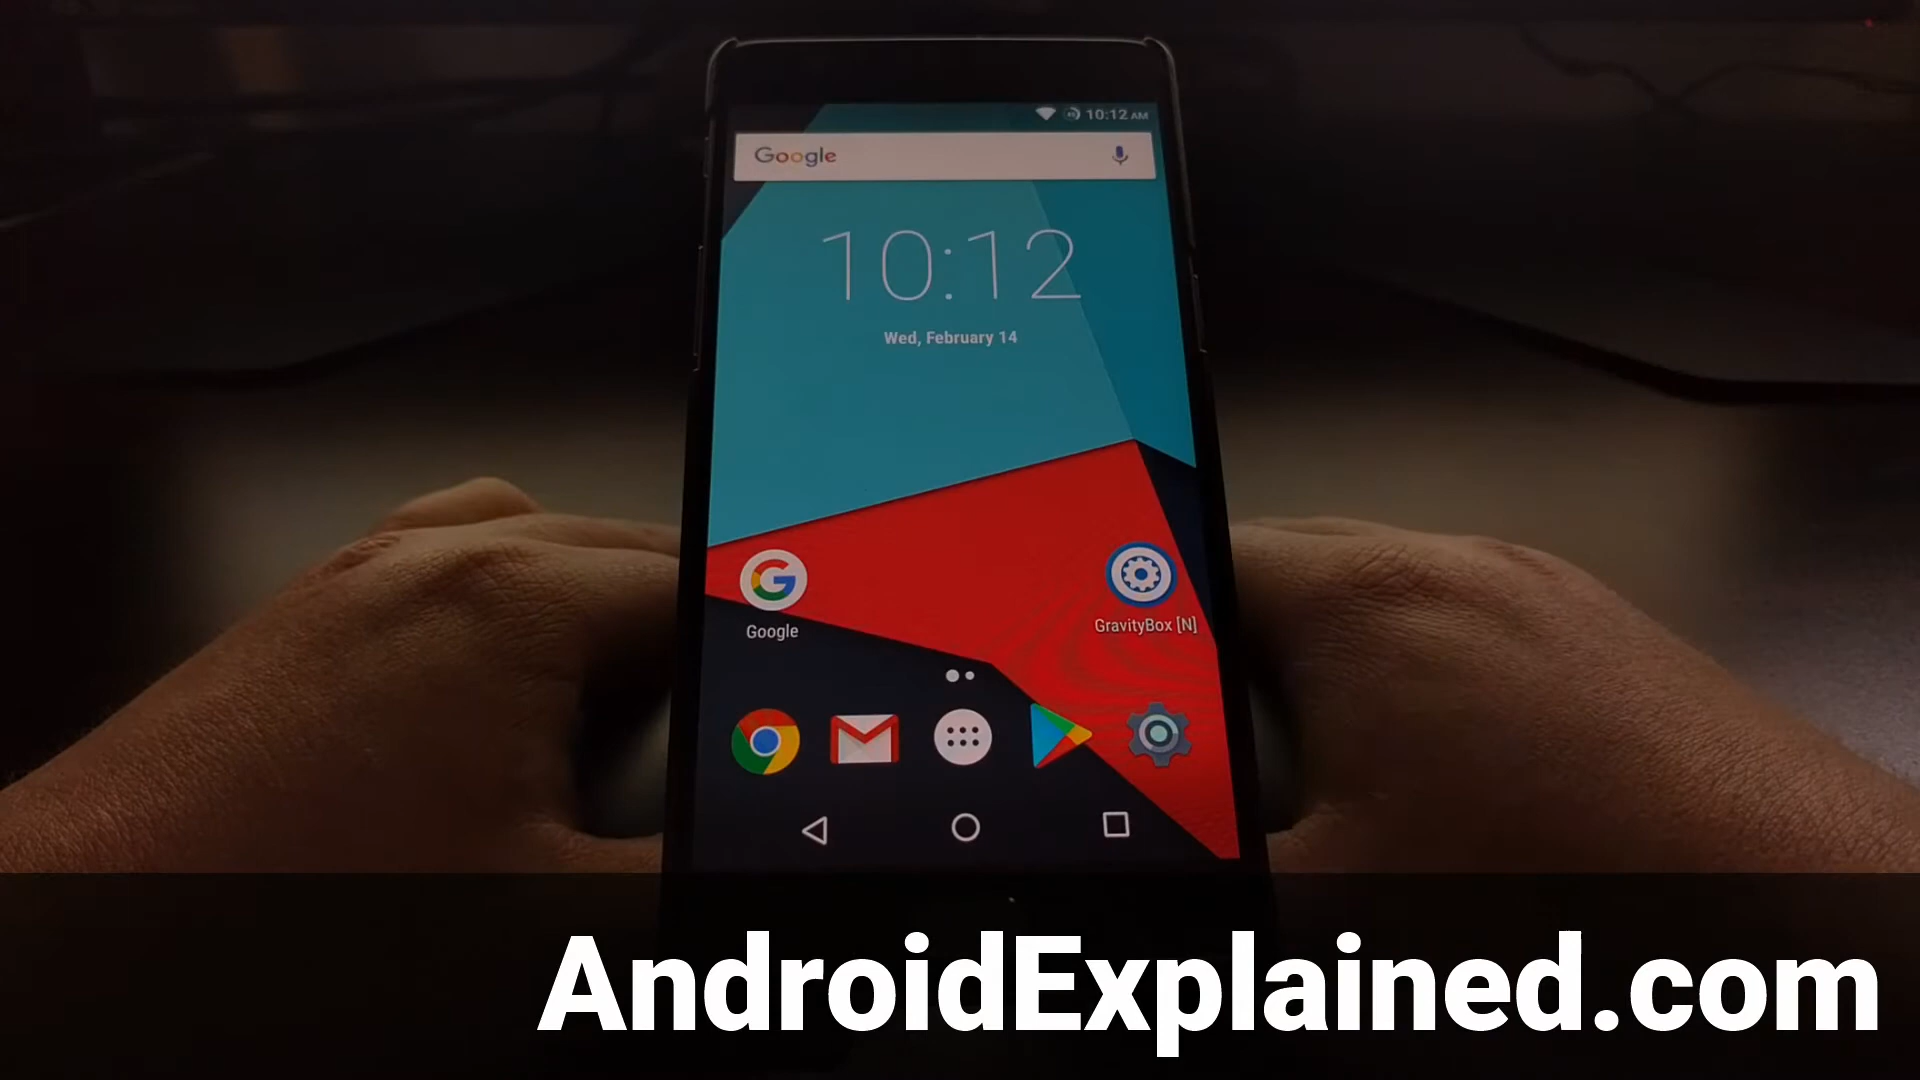 10:12 AM
Google
10:12
Wed, February 14
Google
GravityBox [N]
AndroidExplained.com